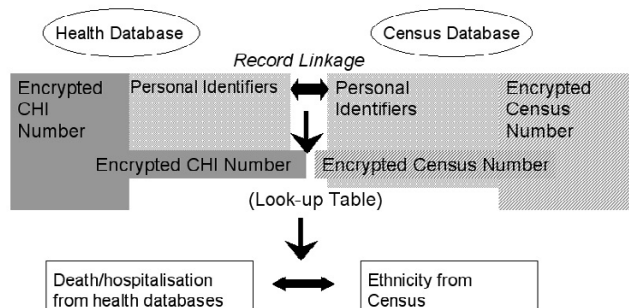 Health Database
Census Database
Record Linkage
Encrypted
CHI
Number
Personal Identifiers
Personal
Identifiers
Encrypted
Census
Number
Encrypted CHI Number
Encrypted Census Number
(Look-up Table)
Death/hospitalisation
from health databases
Ethnicity from
Census